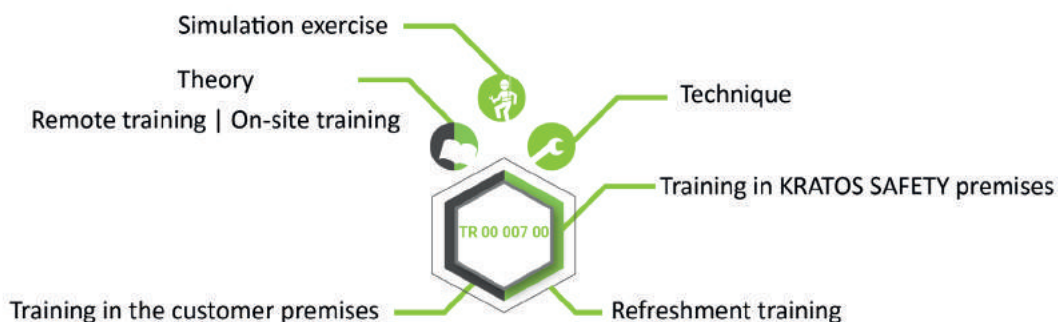 Simulation exercise
Theory
Remote training | On-site training
Technique
Training in KRATOS SAFETY premises
TR 00 007 00
Training in the customer premises
Refreshment training